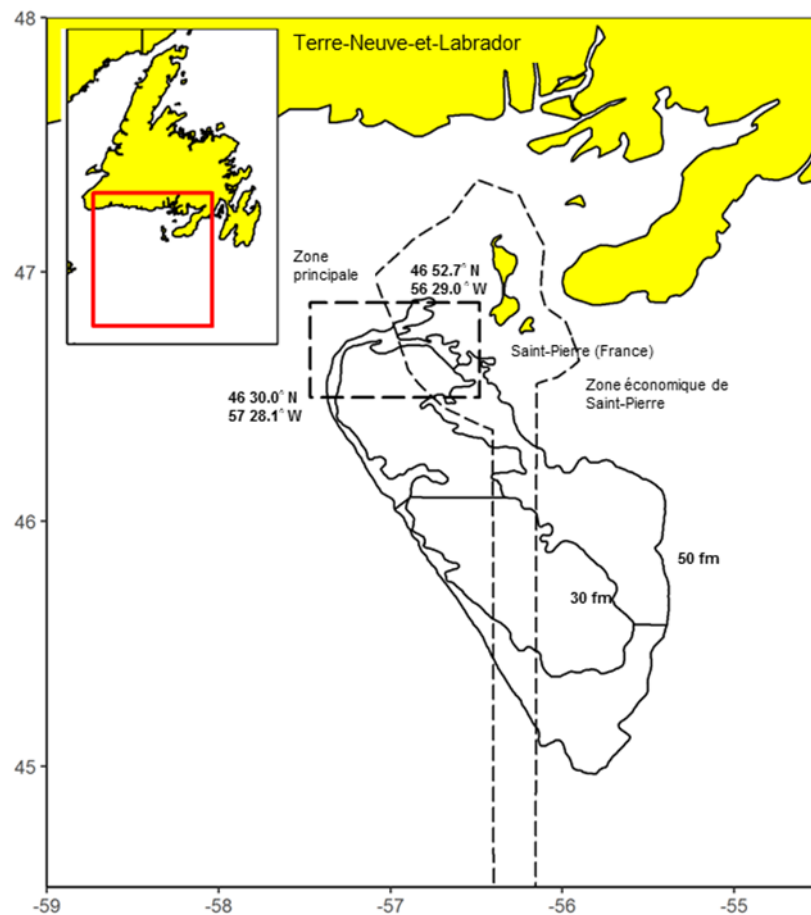 48
Terre-Neuve-et-Labrador
47
Zone
principale
46 52.7° N
56 29.0° W
Saint-Pierre (France)
Zone économique de
Saint-Pierre
46 30.0° N
57 28.1° W
46
50 fm
30 fm
45
-59
-58
-57
-56
-55